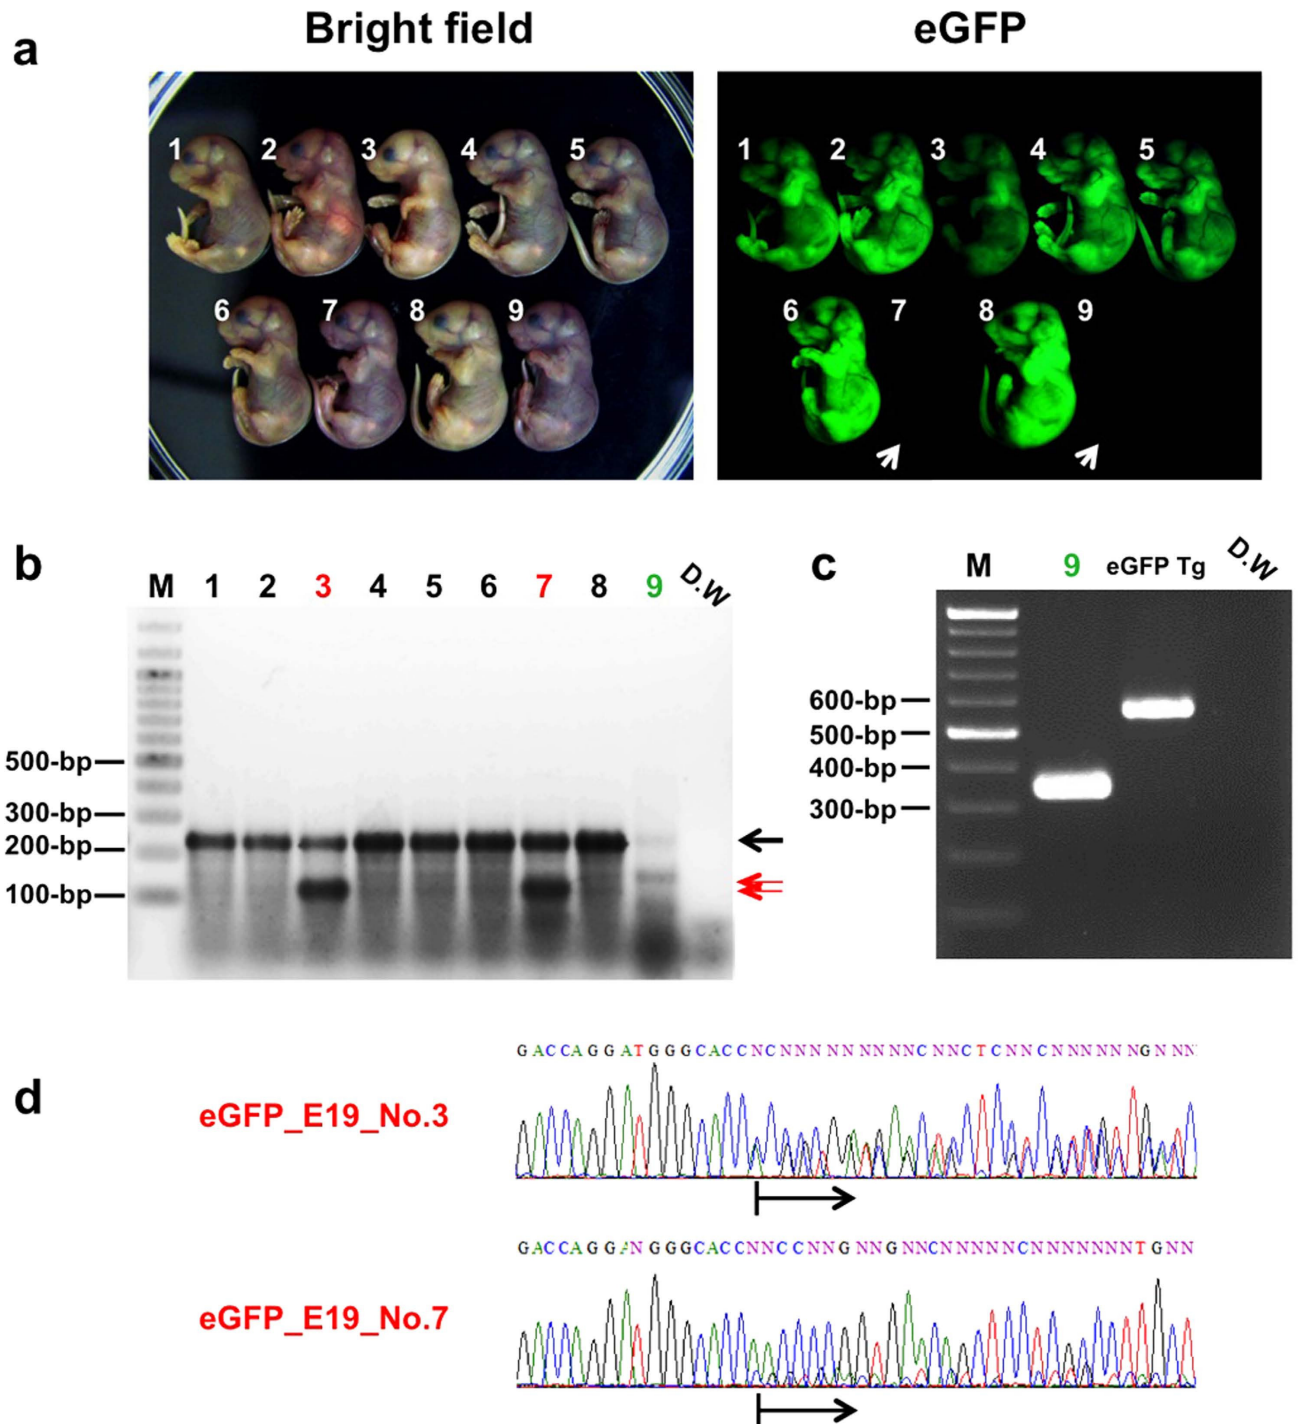 Bright field
eGFP
a
1 2 3 4 5
6 7 8 9
1 2 3 4 5
6 7 8 9
b
M 1 2 3 4 5 6 7 8 9 D.W
500-bp
300-bp
200-bp
100-bp
c
M 9 eGFP Tg D.W
600-bp
500-bp
400-bp
300-bp
d
eGFP_E19_No.3
GACCAGGATGGGCACCNCNNNNNNNNNCNNCTCNNCNNNNNNGNNN
eGFP_E19_No.7
GACCAGGANGGGCACCNNCCNNGNNGNNCNNNNNCNNNNNNNTGNN